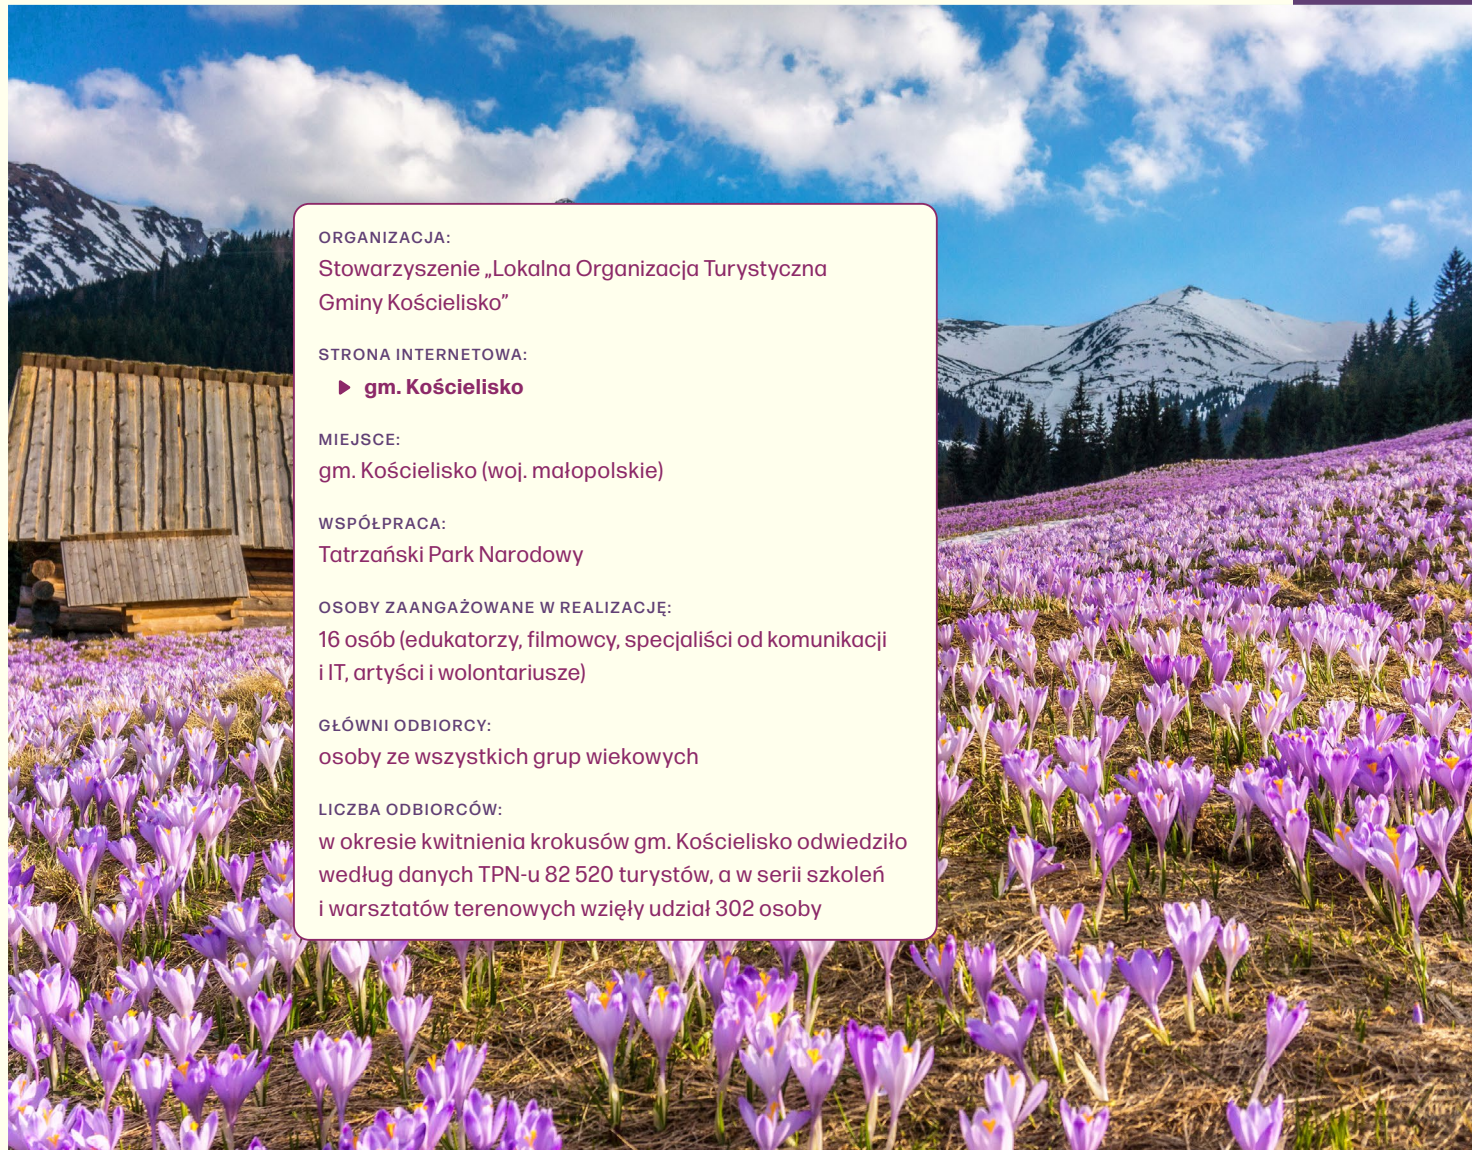 ORGANIZACJA:
Stowarzyszenie „Lokalna Organizacja Turystyczna
Gminy Kościelisko”
STRONA INTERNETOWA:
gm. Kościelisko
MIEJSCE:
gm. Kościelisko (woj. małopolskie)
WSPÓŁPRACA:
Tatrzański Park Narodowy
OSOBY ZAANGAŻOWANE W REALIZACJĘ:
16 osób (edukatorzy, filmowcy, specjaliści od komunikacji
i IT, artyści i wolontariusze)
GŁÓWNI ODBIORCY:
osoby ze wszystkich grup wiekowych
LICZBA ODBIORCÓW:
w okresie kwitnienia krokusów gm. Kościelisko odwiedziło
według danych TPN-u 82 520 turystów, a w serii szkoleń
i warsztatów terenowych wzięły udział 302 osoby